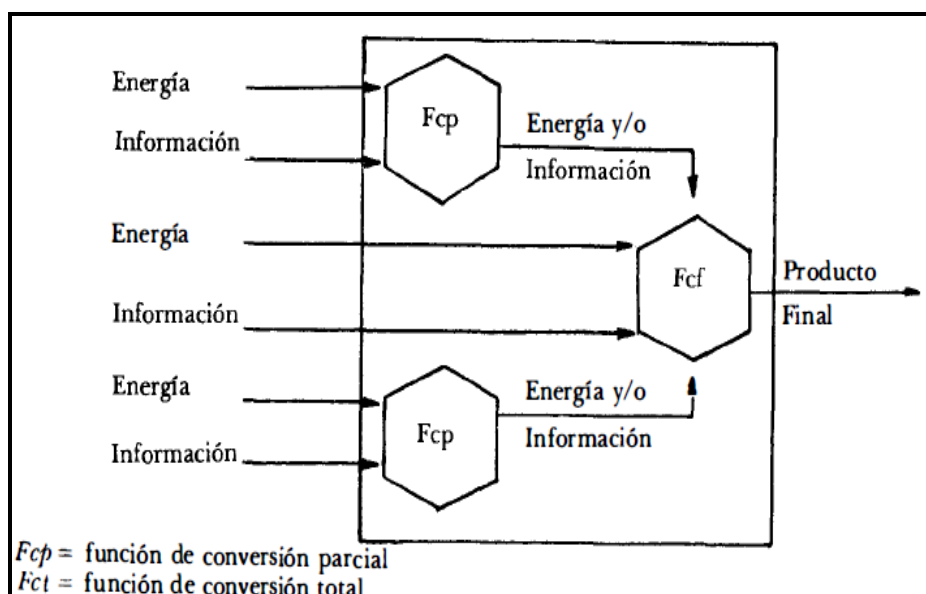 Energía
Fcp
Energía y/o
Información
Información
Energía
Fcf
Producto
Información
Final
Energía
Energía y/o
Fcp
Información
Información
Fcp = función de conversión parcial
Fct = función de conversión total